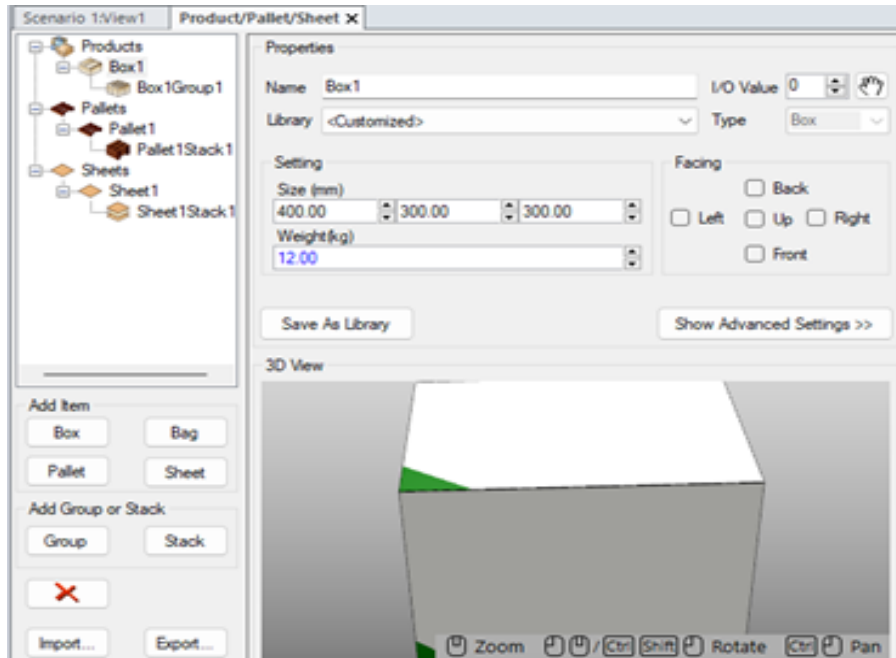 Scenario 1:View1
Product/Pallet/Sheet
Products
Box1
Box1Group1
Pallets
Pallet1
Pallet1Stack1
Sheets
Sheet1
Sheet1Stack1
Add Item
Box Bag
Pallet Sheet
Add Group or Stack
Group Stack
Import... Export...
Properties
Name Box1 I/O Value 0
Library <Customized> Type Box
Setting
Size (mm)
400.00 300.00 300.00
Weight(kg)
12.00
Facing
Back
Left Up Right
Front
Save As Library Show Advanced Settings >>
3D View
Zoom / Ctrl Shift Rotate Ctrl Pan